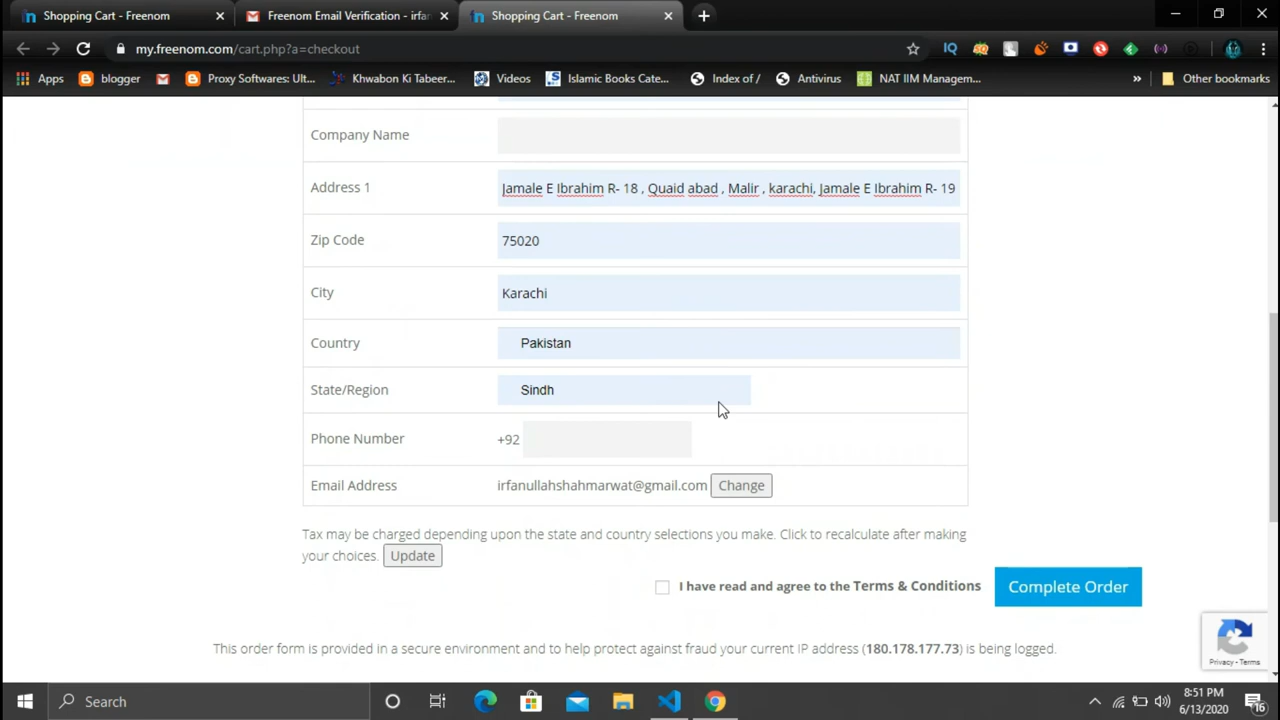 Shopping Cart - Freenom
Freenom Email Verification - irfan
Shopping Cart - Freenom
my.freenom.com/cart.php?a=checkout
IQ
Apps
blogger
Proxy Softwares: Ult...
Khwabon Ki Tabeer...
Videos
Islamic Books Cate...
Index of /
Antivirus
NAT IIM Managem...
»
Other bookmarks
Company Name
Address 1
Jamale E Ibrahim R- 18 , Quaid abad , Malir , karachi, Jamale E Ibrahim R- 19
Zip Code
75020
City
Karachi
Country
Pakistan
State/Region
Sindh
Phone Number
+92
Email Address
irfanullahshahmarwat@gmail.com
Change
Tax may be charged depending upon the state and country selections you make. Click to recalculate after making
your choices.
Update
I have read and agree to the Terms & Conditions
Complete Order
This order form is provided in a secure environment and to help protect against fraud your current IP address (180.178.177.73) is being logged.
Privacy - Terms
Search
8:51 PM
6/13/2020
16